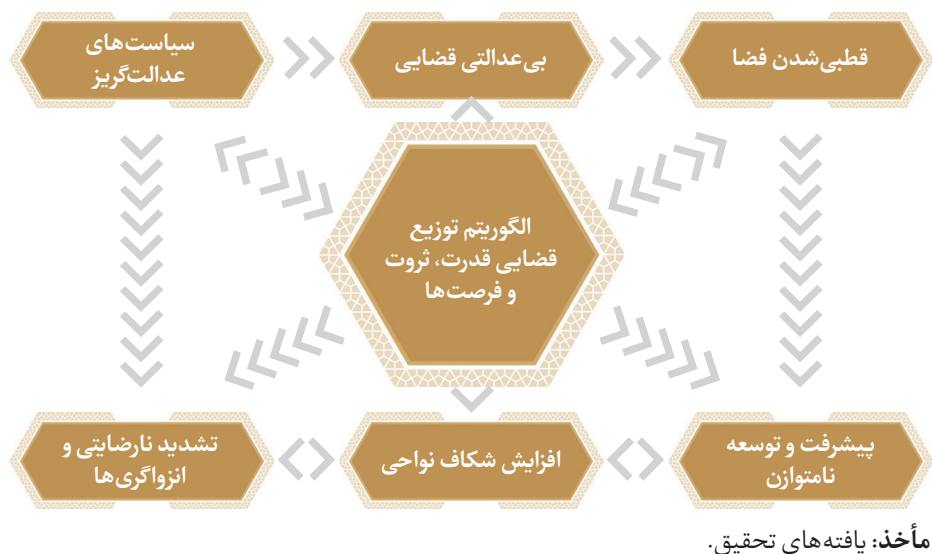 سیاست‌های
عدالت‌گریز
بی‌عدالتی قضایی
قطبی‌شدن فضا
الگوریتم توزیع
قضایی قدرت، ثروت
و فرصت‌ها
تشدید نارضایتی و
انزواگری‌ها
افزایش شکاف نواحی
پیشرفت و توسعه
نامتوازن
مأخذ: یافته‌های تحقیق.